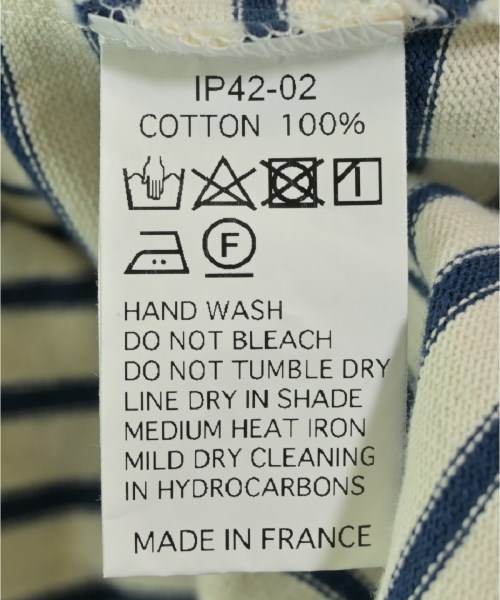 IP42-02
COTTON 100%
F
HAND WASH
DO NOT BLEACH
DO NOT TUMBLE DRY
LINE DRY IN SHADE
MEDIUM HEAT IRON
MILD DRY CLEANING
IN HYDROCARBONS
MADE IN FRANCE